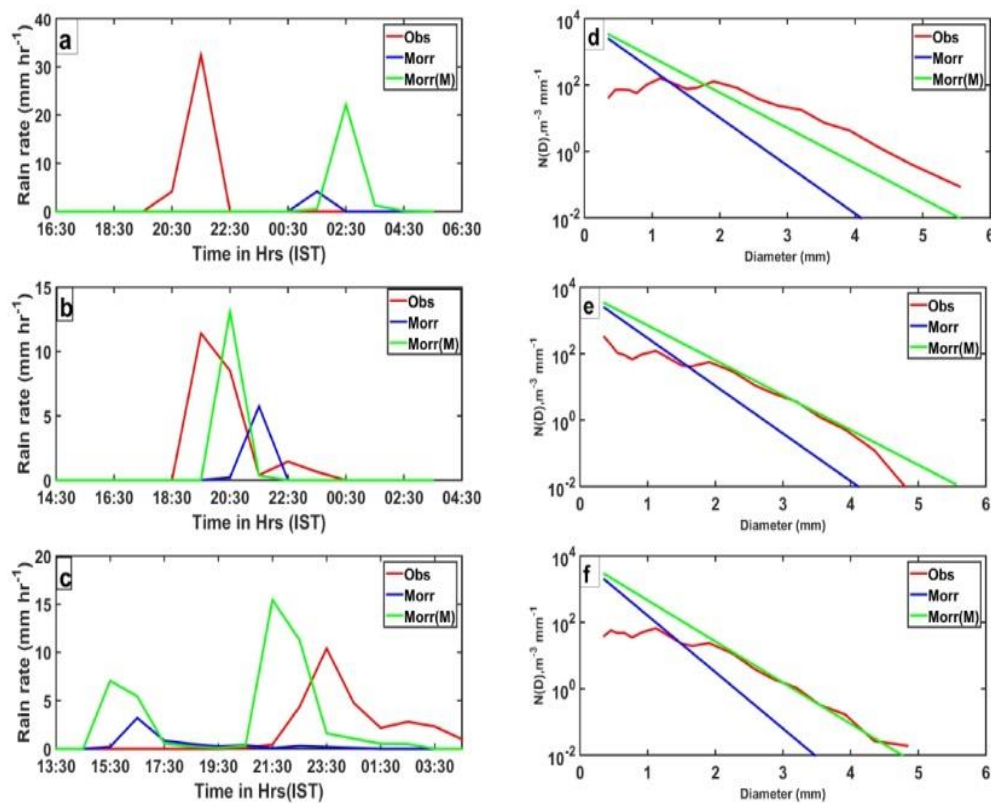 a
Obs
Morr
Morr(M)
Rain rate (mm hr-1)
40
30
20
10
0
16:30 18:30 20:30 22:30 00:30 02:30 04:30 06:30
Time in Hrs (IST)
d
Obs
Morr
Morr(M)
N(D),m-3 mm-1
10^4
10^2
10^0
10^-2
0 1 2 3 4 5 6
Diameter (mm)
b
Obs
Morr
Morr(M)
Rain rate (mm hr-1)
15
10
5
0
14:30 16:30 18:30 20:30 22:30 00:30 02:30 04:30
Time in Hrs (IST)
e
Obs
Morr
Morr(M)
N(D),m-3 mm-1
10^4
10^2
10^0
10^-2
0 1 2 3 4 5 6
Diameter (mm)
c
Obs
Morr
Morr(M)
Rain rate (mm hr-1)
20
15
10
5
0
13:30 15:30 17:30 19:30 21:30 23:30 01:30 03:30
Time in Hrs(IST)
f
Obs
Morr
Morr(M)
N(D),m-3 mm-1
10^4
10^2
10^0
10^-2
0 1 2 3 4 5 6
Diameter (mm)